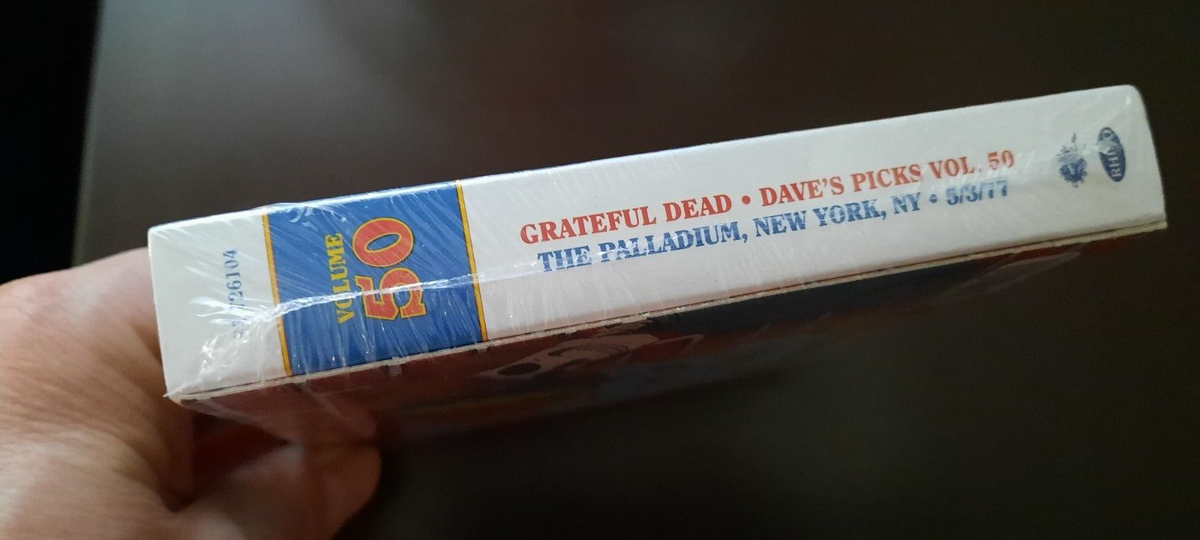 VOLUME
50
GRATEFUL DEAD • DAVE'S PICKS VOL. 50
THE PALLADIUM, NEW YORK, NY • 5/3/77
RHINO